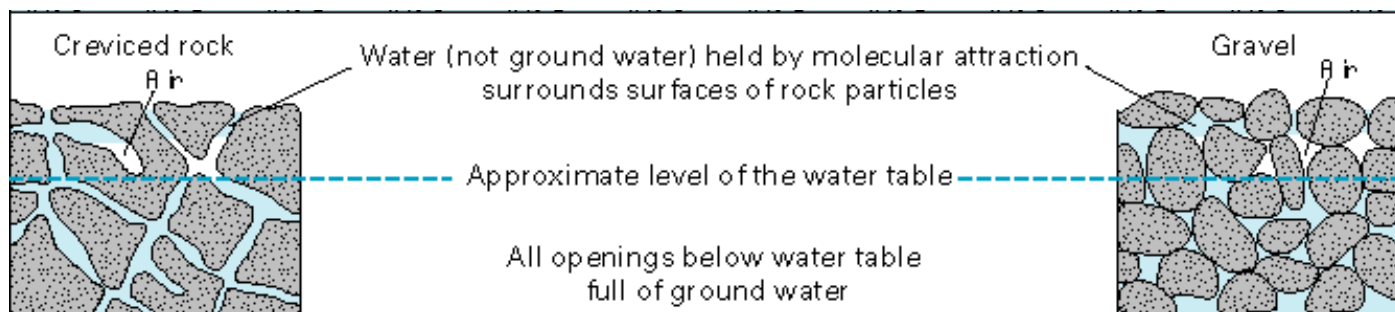 Creviced rock
Air
Water (not ground water) held by molecular attraction
surrounds surfaces of rock particles
Gravel
Air
Approximate level of the water table
All openings below water table
full of ground water